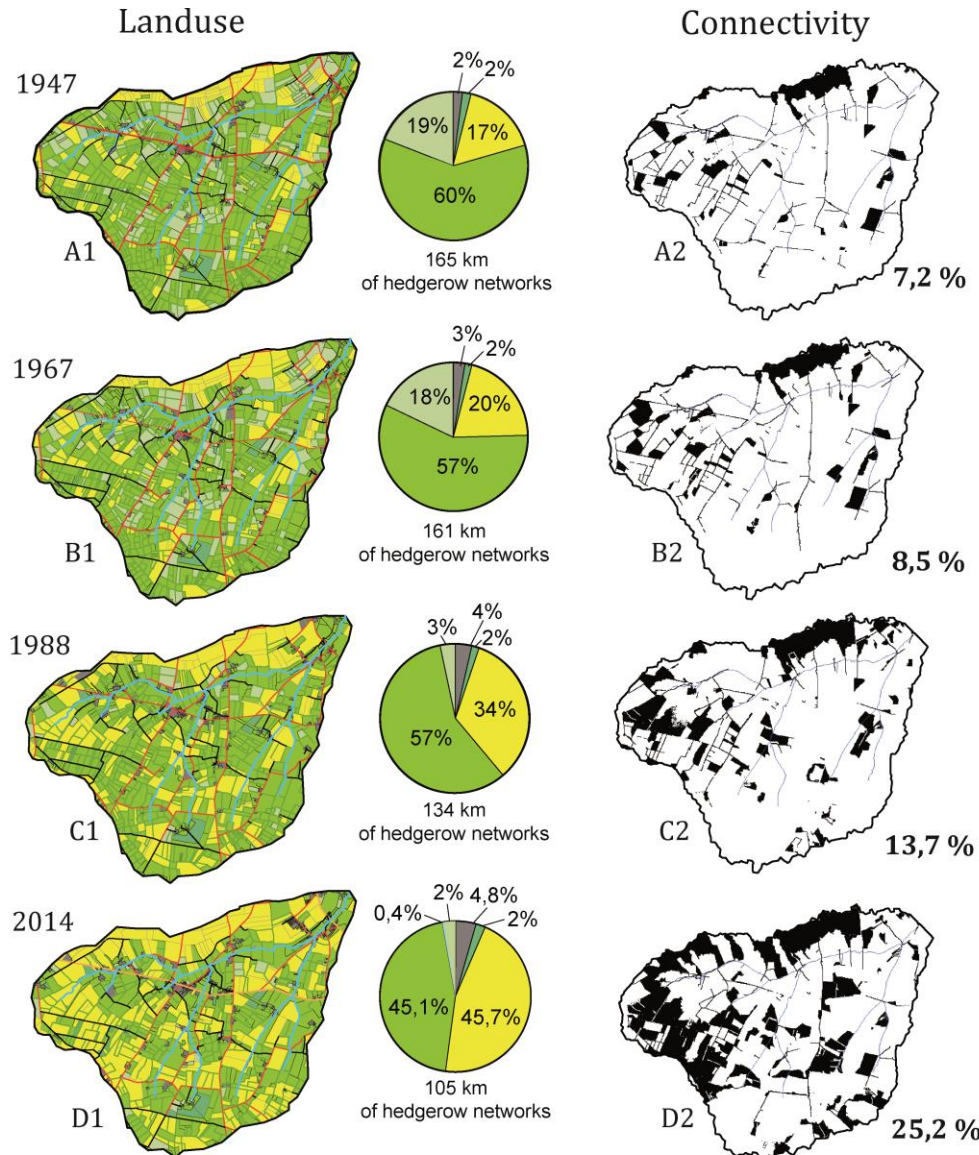 Landuse
Connectivity
1947
2%
2%
19%
17%
60%
165 km
of hedgerow networks
A1
A2
7,2 %
1967
3%
2%
18%
20%
57%
161 km
of hedgerow networks
B1
B2
8,5 %
1988
3%
4%
2%
34%
57%
134 km
of hedgerow networks
C1
C2
13,7 %
2014
0,4%
2%
4,8%
2%
45,1%
45,7%
105 km
of hedgerow networks
D1
D2
25,2 %